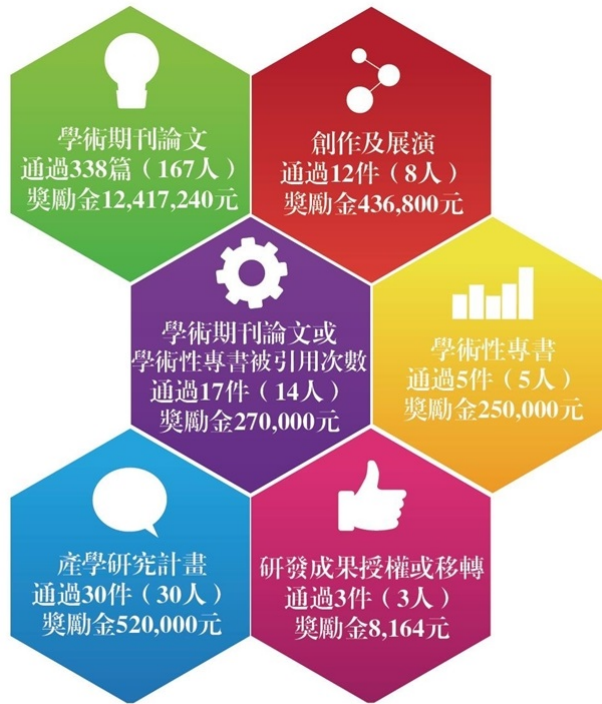 學術期刊論文
通過338篇（167人）
獎勵金12,417,240元
創作及展演
通過12件（8人）
獎勵金436,800元
學術期刊論文或
學術性專書被引用次數
通過17件（14人）
獎勵金270,000元
學術性專書
通過5件（5人）
獎勵金250,000元
產學研究計畫
通過30件（30人）
獎勵金520,000元
研發成果授權或移轉
通過3件（3人）
獎勵金8,164元